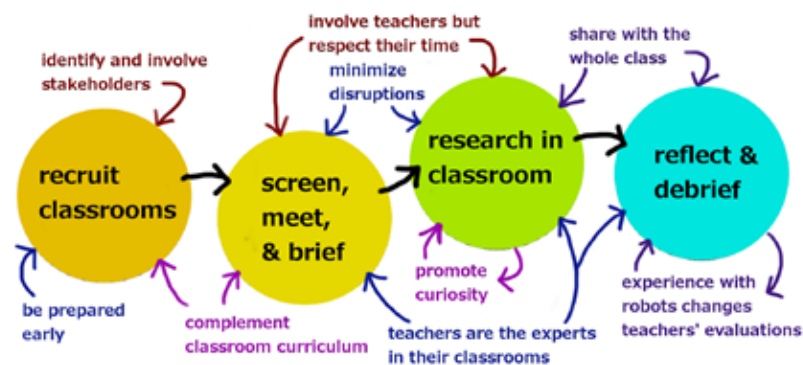 involve teachers but
respect their time
share with the
whole class
identify and involve
stakeholders
minimize
disruptions
recruit
classrooms
screen,
meet,
& brief
research in
classroom
reflect &
debrief
be prepared
early
complement
classroom curriculum
promote
curiosity
teachers are the experts
in their classrooms
experience with
robots changes
teachers' evaluations